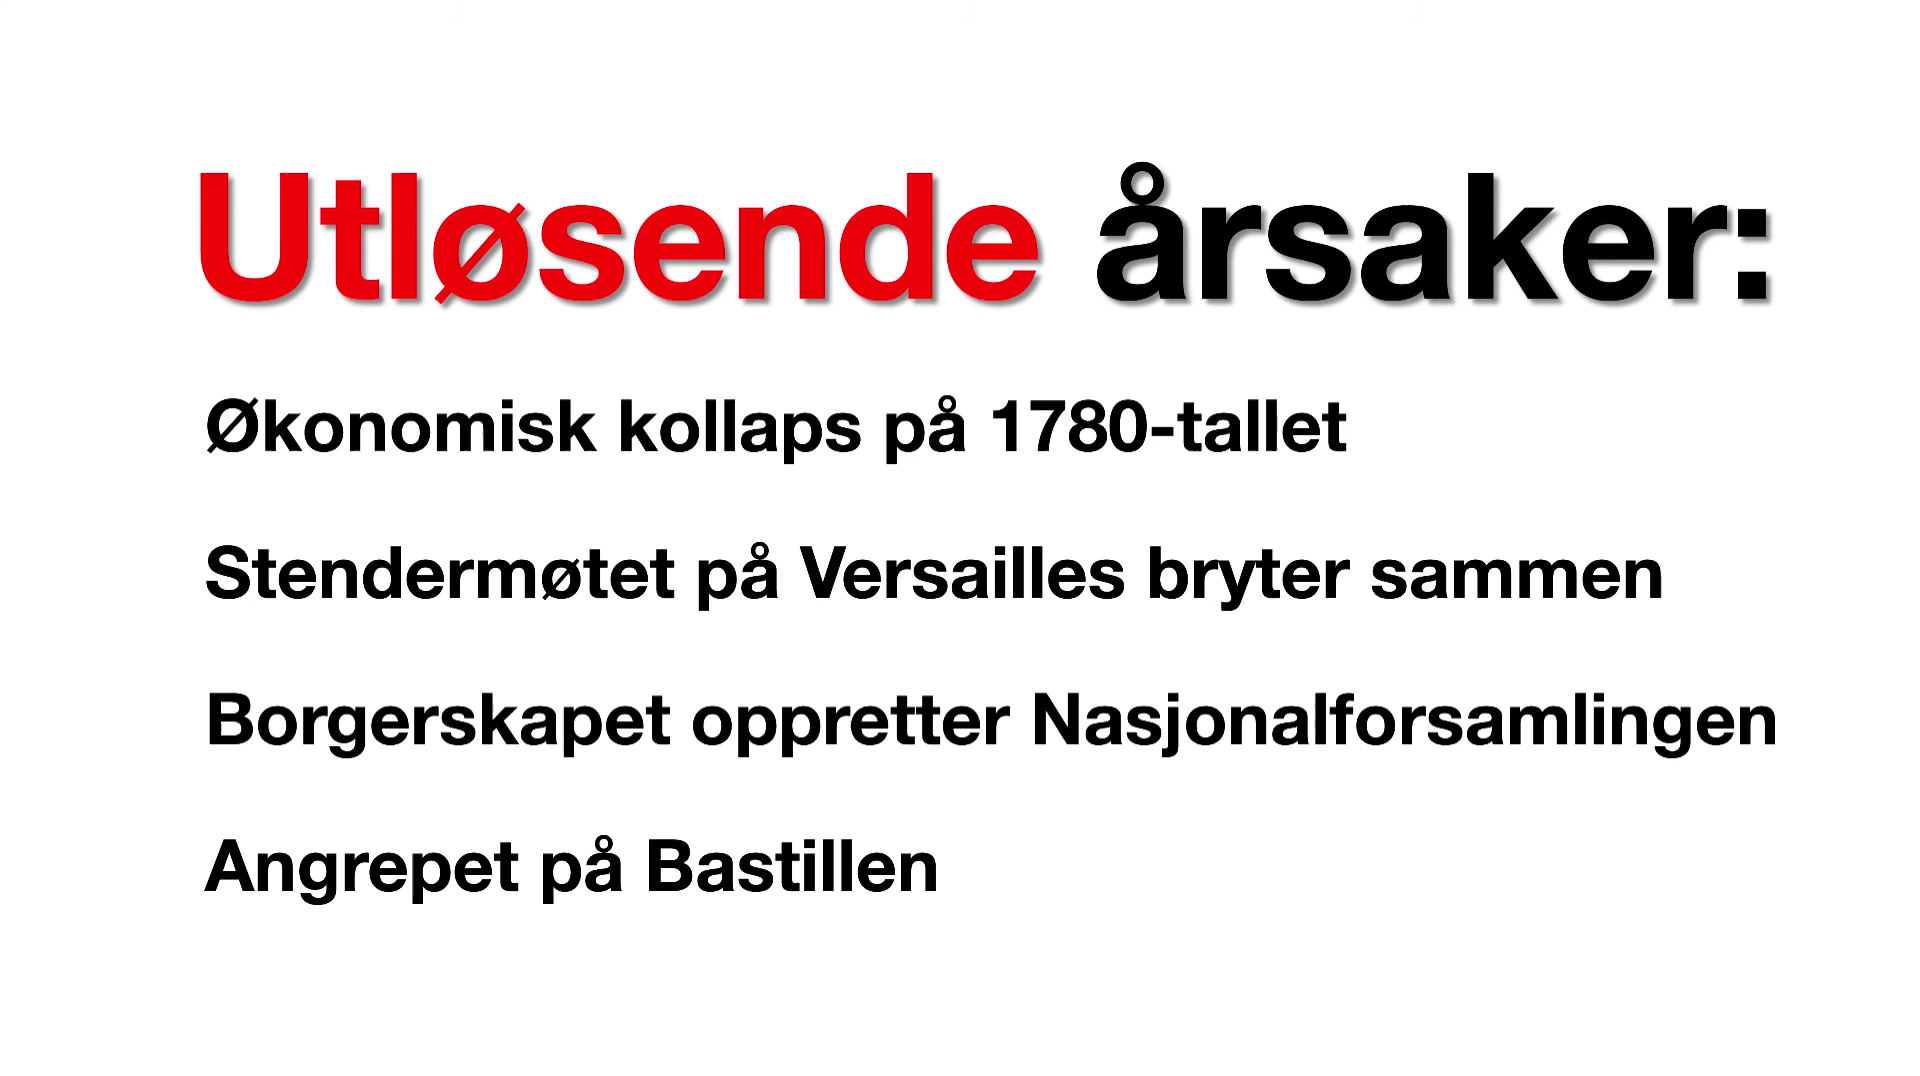 Utløsende årsaker:
Økonomisk kollaps på 1780-tallet
Stendermøtet på Versailles bryter sammen
Borgerskapet oppretter Nasjonalforsamlingen
Angrepet på Bastillen